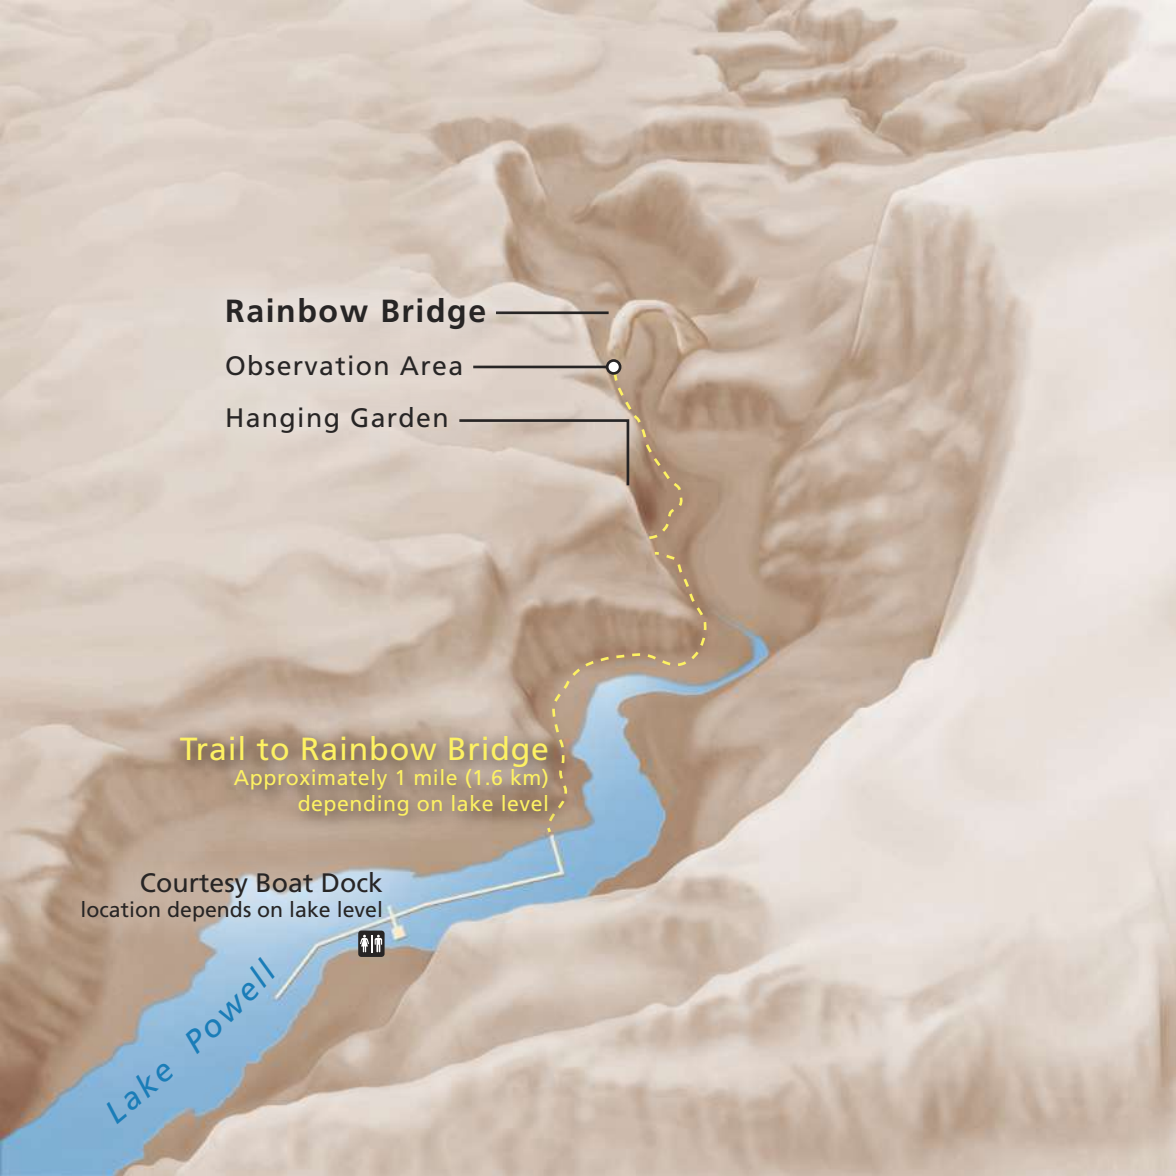 Rainbow Bridge
Observation Area
Hanging Garden
Trail to Rainbow Bridge
Approximately 1 mile (1.6 km)
depending on lake level
Courtesy Boat Dock
location depends on lake level
Lake Powell